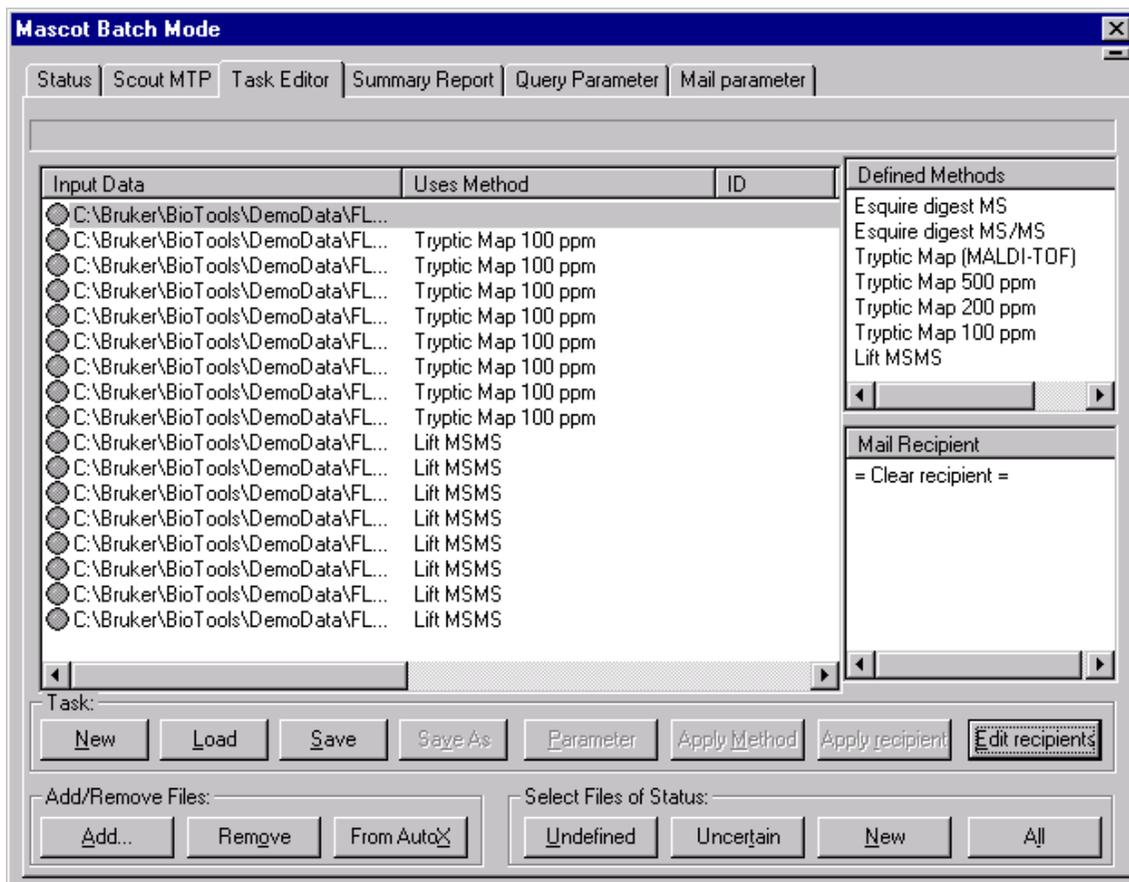 Mascot Batch Mode
Status Scout MTP Task Editor Summary Report Query Parameter Mail parameter
Input Data Uses Method ID
C:\Bruker\BioTools\DemoData\FL...
C:\Bruker\BioTools\DemoData\FL... Tryptic Map 100 ppm
C:\Bruker\BioTools\DemoData\FL... Tryptic Map 100 ppm
C:\Bruker\BioTools\DemoData\FL... Tryptic Map 100 ppm
C:\Bruker\BioTools\DemoData\FL... Tryptic Map 100 ppm
C:\Bruker\BioTools\DemoData\FL... Tryptic Map 100 ppm
C:\Bruker\BioTools\DemoData\FL... Tryptic Map 100 ppm
C:\Bruker\BioTools\DemoData\FL... Tryptic Map 100 ppm
C:\Bruker\BioTools\DemoData\FL... Tryptic Map 100 ppm
C:\Bruker\BioTools\DemoData\FL... Lift MSMS
C:\Bruker\BioTools\DemoData\FL... Lift MSMS
C:\Bruker\BioTools\DemoData\FL... Lift MSMS
C:\Bruker\BioTools\DemoData\FL... Lift MSMS
C:\Bruker\BioTools\DemoData\FL... Lift MSMS
C:\Bruker\BioTools\DemoData\FL... Lift MSMS
C:\Bruker\BioTools\DemoData\FL... Lift MSMS
C:\Bruker\BioTools\DemoData\FL... Lift MSMS
Defined Methods
Esquire digest MS
Esquire digest MS/MS
Tryptic Map (MALDI-TOF)
Tryptic Map 500 ppm
Tryptic Map 200 ppm
Tryptic Map 100 ppm
Lift MSMS
Mail Recipient
= Clear recipient =
Task:
New Load Save Save As Parameter Apply Method Apply recipient Edit recipients
Add/Remove Files:
Add... Remove From AutoX
Select Files of Status:
Undefined Uncertain New All